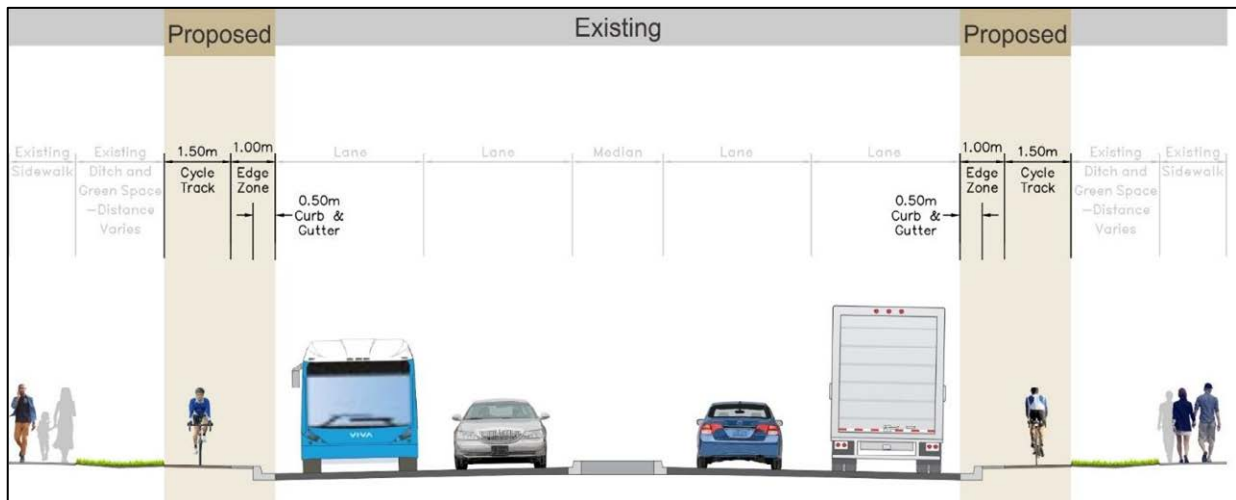 Proposed
Existing
Proposed
Existing
Sidewalk
Existing
Ditch and
Green Space
–Distance
Varies
1.50m
Cycle
Track
1.00m
Edge
Zone
0.50m
Curb &
Gutter
Lane
Lane
Median
Lane
Lane
0.50m
Curb &
Gutter
1.00m
Edge
Zone
1.50m
Cycle
Track
Existing
Ditch and
Green Space
–Distance
Varies
Existing
Sidewalk
VIVA